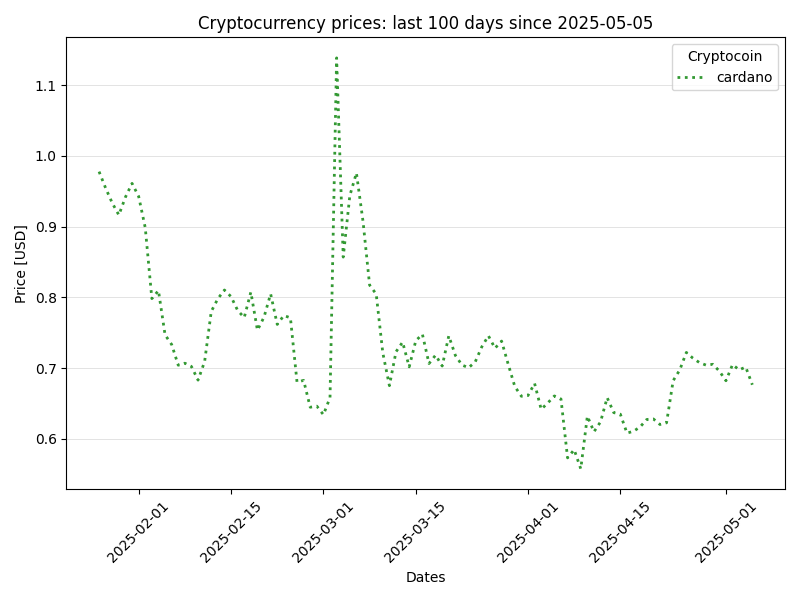 Cryptocurrency prices: last 100 days since 2025-05-05
Cryptocoin
cardano
Price [USD]
1.1
1.0
0.9
0.8
0.7
0.6
2025-02-01
2025-02-15
2025-03-01
2025-03-15
2025-04-01
2025-04-15
2025-05-01
Dates